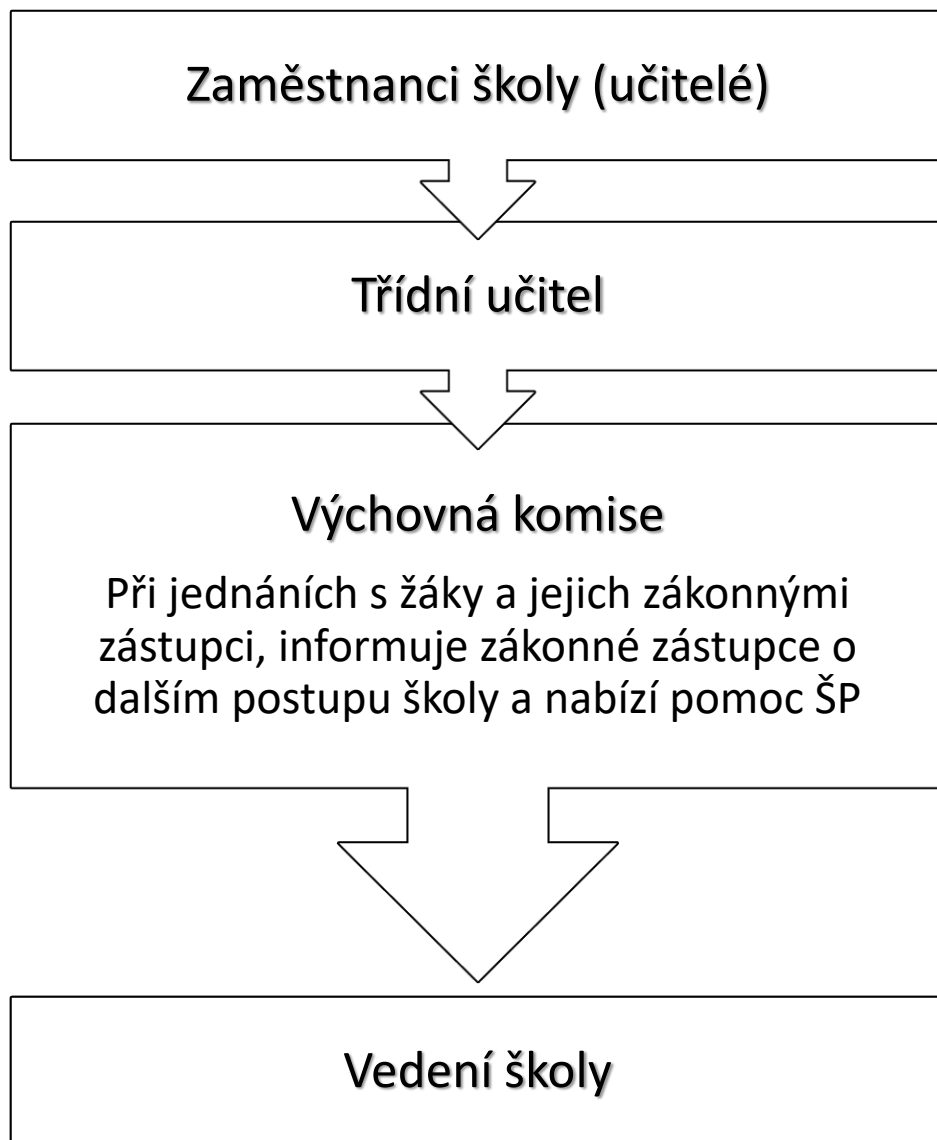 Zaměstnanci školy (učitelé)
Třídní učitel
Výchovná komise
Při jednáních s žáky a jejich zákonnými
zástupci, informuje zákonné zástupce o
dalším postupu školy a nabízí pomoc ŠP
Vedení školy